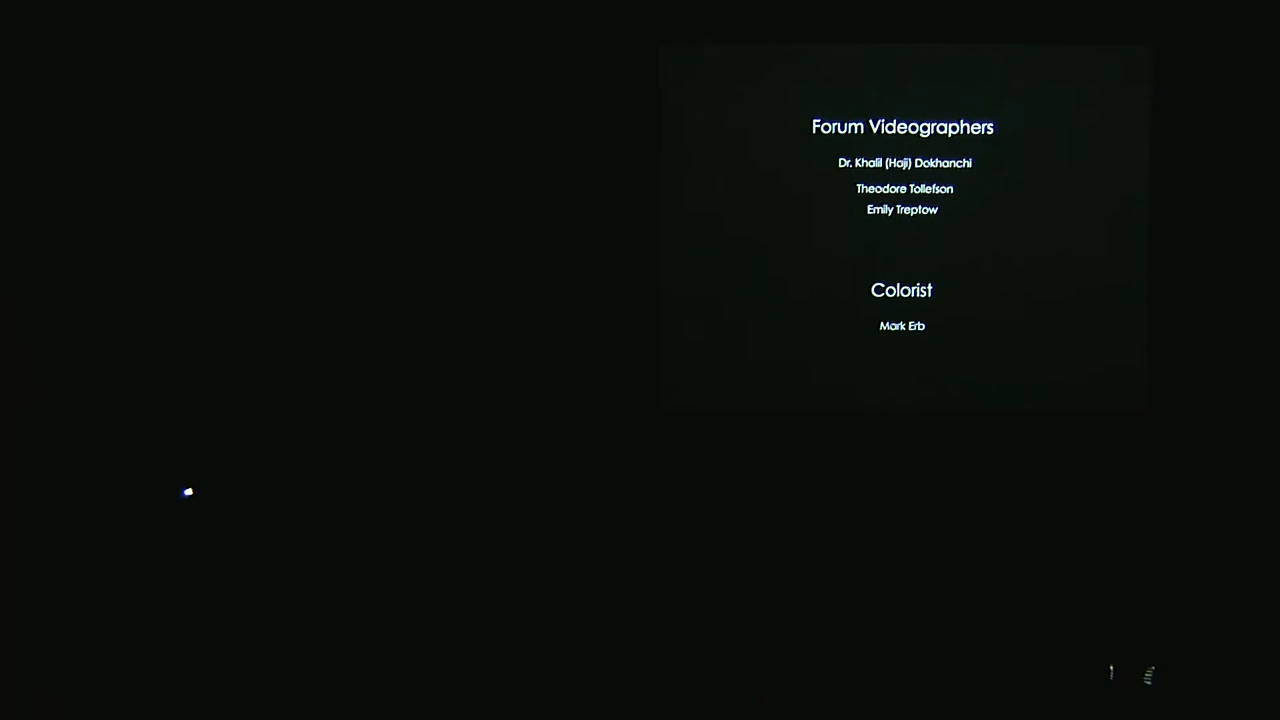 Forum Videographers
Dr. Khalil (Haji) Dokhanchi
Theodore Tollefson
Emily Treptow
Colorist
Mark Erb